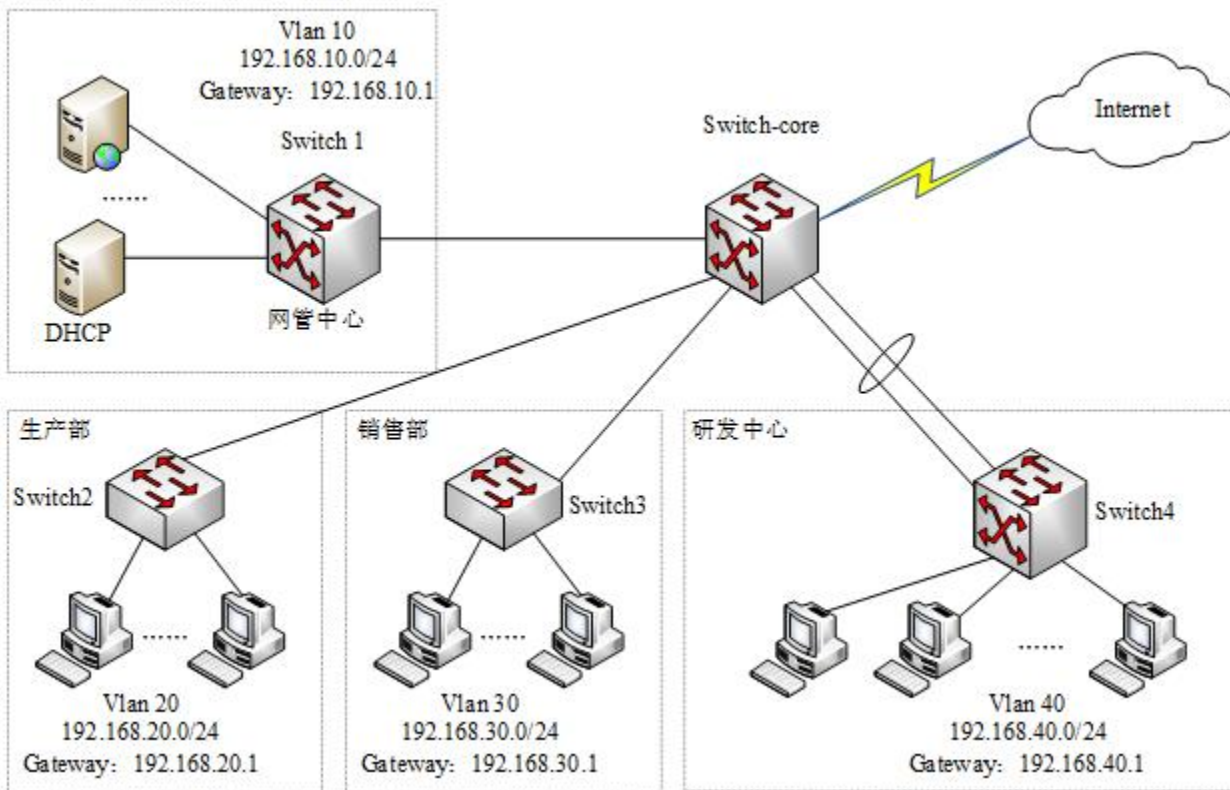 Vlan 10
192.168.10.0/24
Gateway：192.168.10.1
Switch 1
……
DHCP
网管中心
Switch-core
Internet
生产部
Switch2
……
Vlan 20
192.168.20.0/24
Gateway：192.168.20.1
销售部
Switch3
……
Vlan 30
192.168.30.0/24
Gateway：192.168.30.1
研发中心
Switch4
……
Vlan 40
192.168.40.0/24
Gateway：192.168.40.1